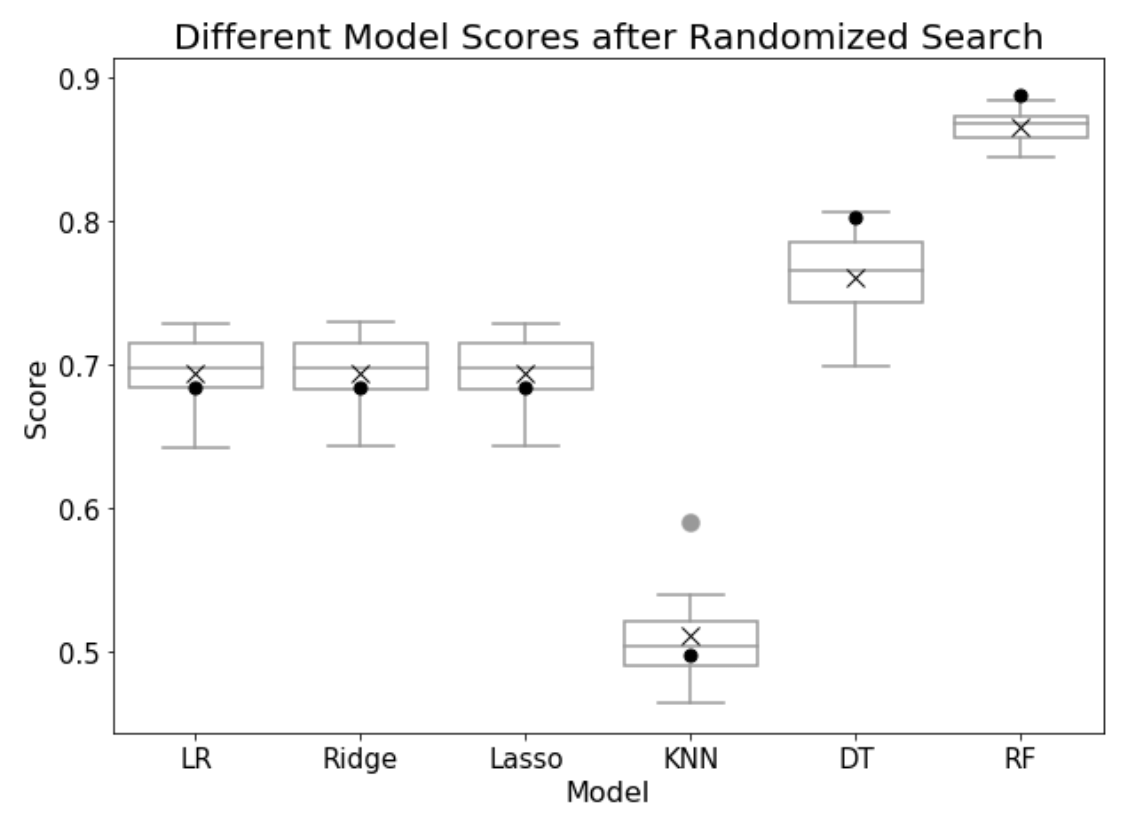 Different Model Scores after Randomized Search
0.9
0.8
0.7
0.6
0.5
Score
LR Ridge Lasso KNN DT RF
Model